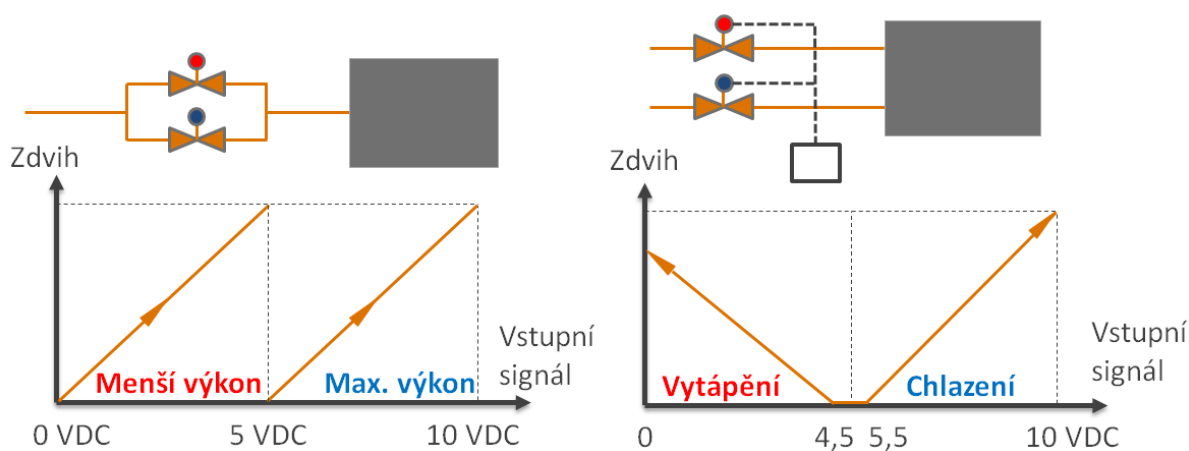 Zdvih
Menší výkon
Max. výkon
Vstupní
signál
0 VDC
5 VDC
10 VDC
Zdvih
Vytápění
Chlazení
Vstupní
signál
0
4,5
5,5
10 VDC